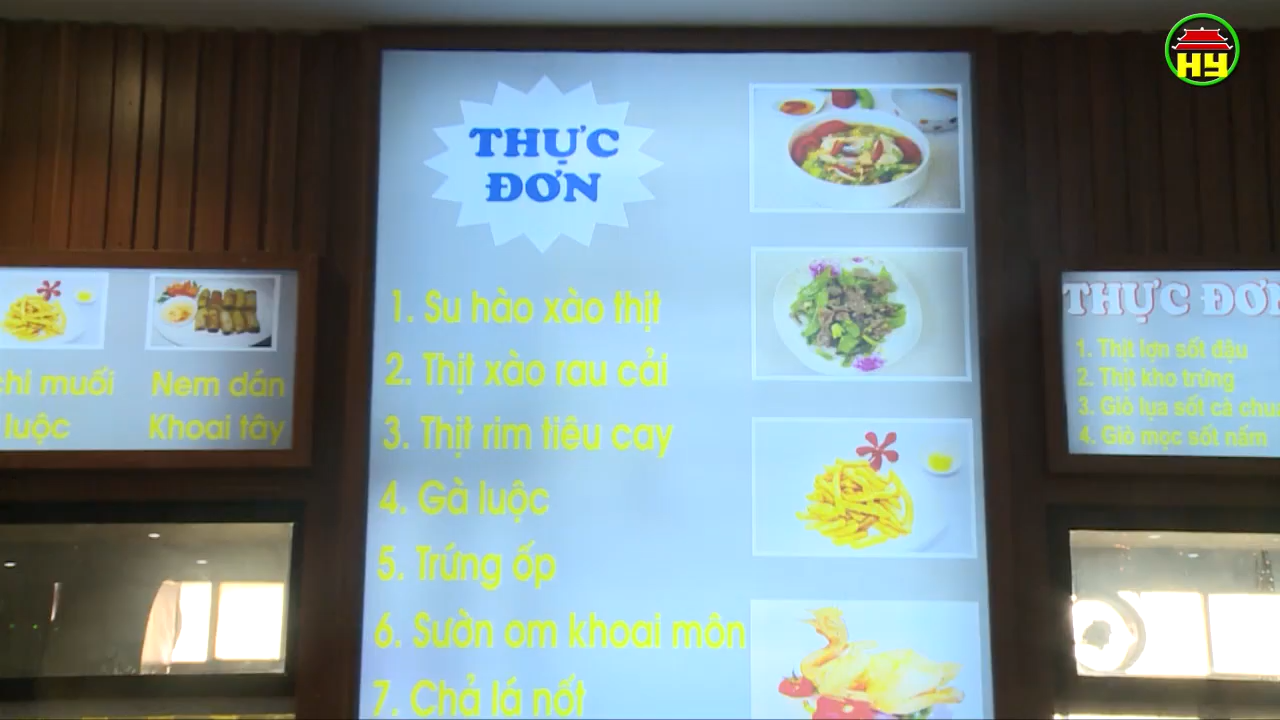 HY
THỰC
ĐƠN
1. Su hào xào thịt
2. Thịt xào rau cải
3. Thịt rim tiêu cay
4. Gà luộc
5. Trứng ốp
6. Sườn om khoai môn
7. Chả lá nốt
chi muối
luộc
Nem dán
Khoai tây
THỰC ĐƠN
1. Thịt lợn sốt đậu
2. Thịt kho trứng
3. Giò lụa sốt cà chu
4. Giò mọc sốt nấm